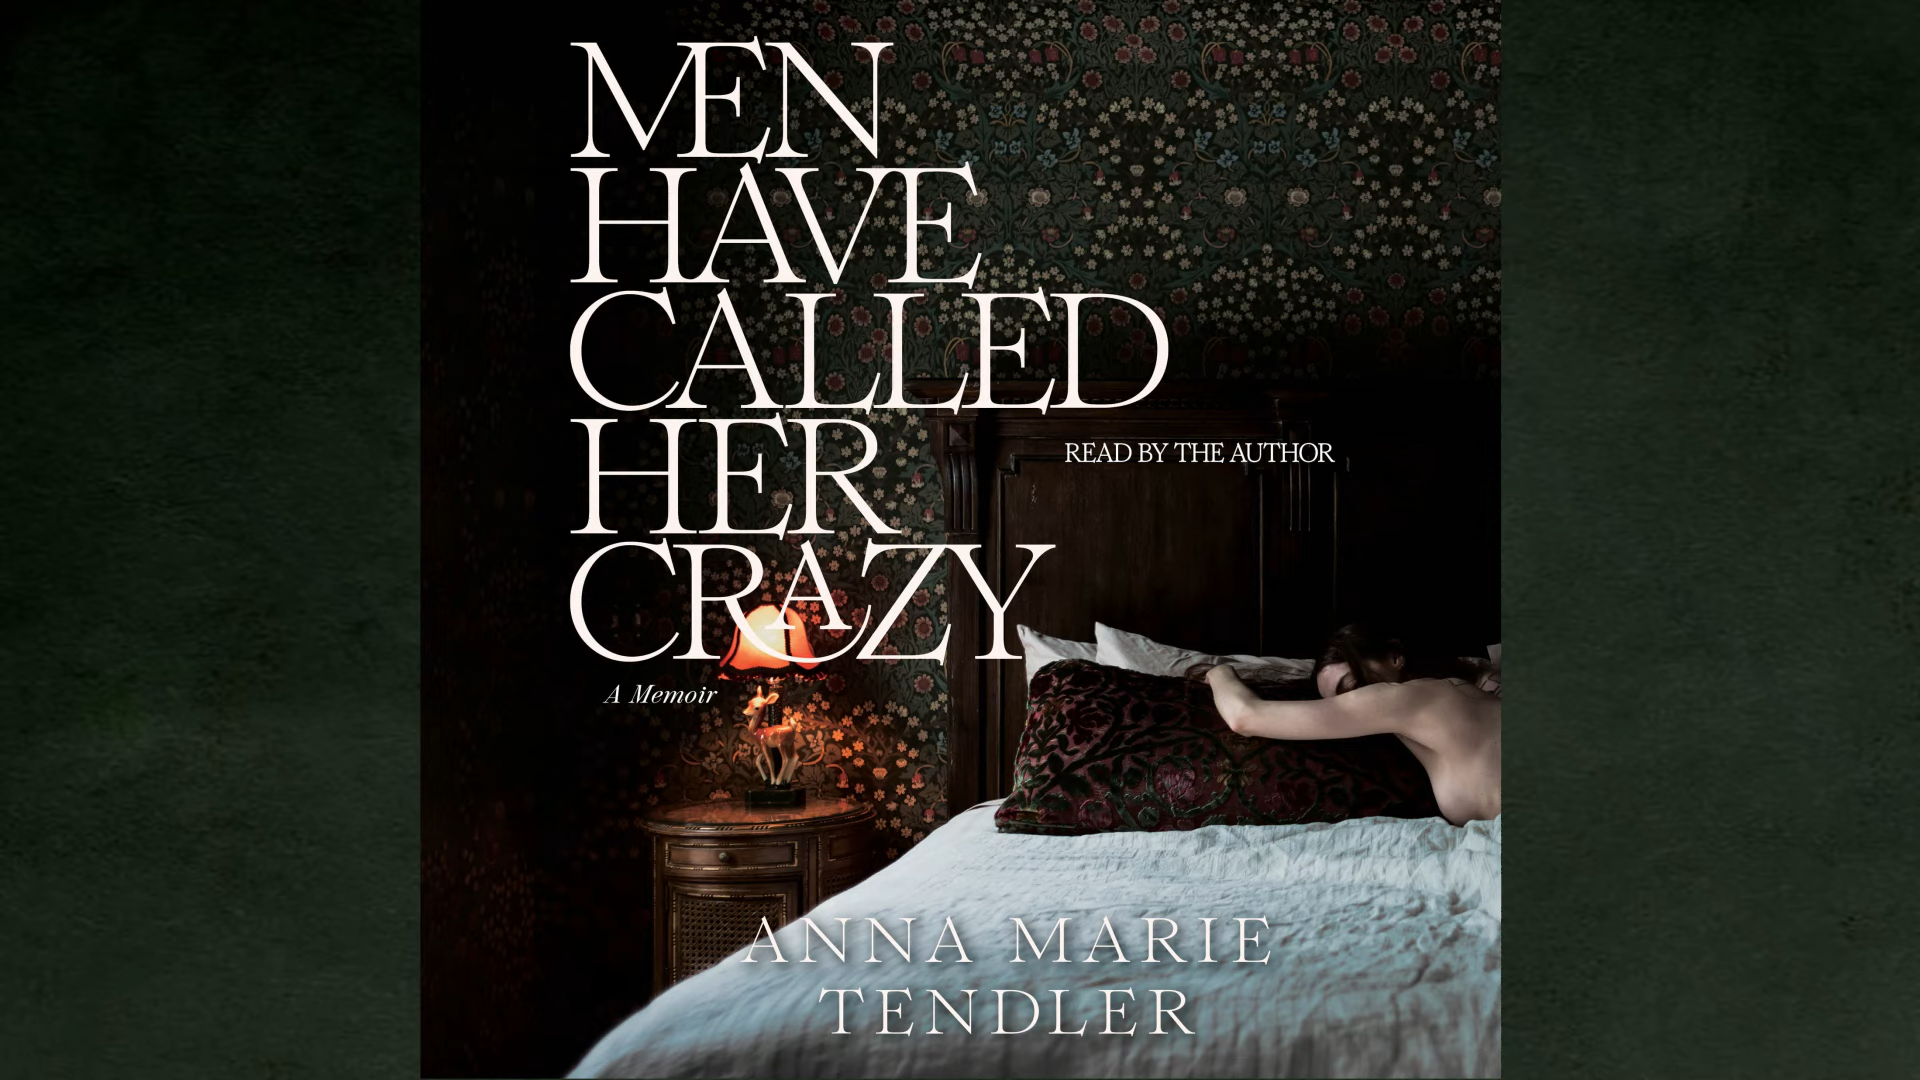 MEN
HAVE
CALLED
HER
CRAZY
READ BY THE AUTHOR
A Memoir
ANNA MARIE
TENDLER